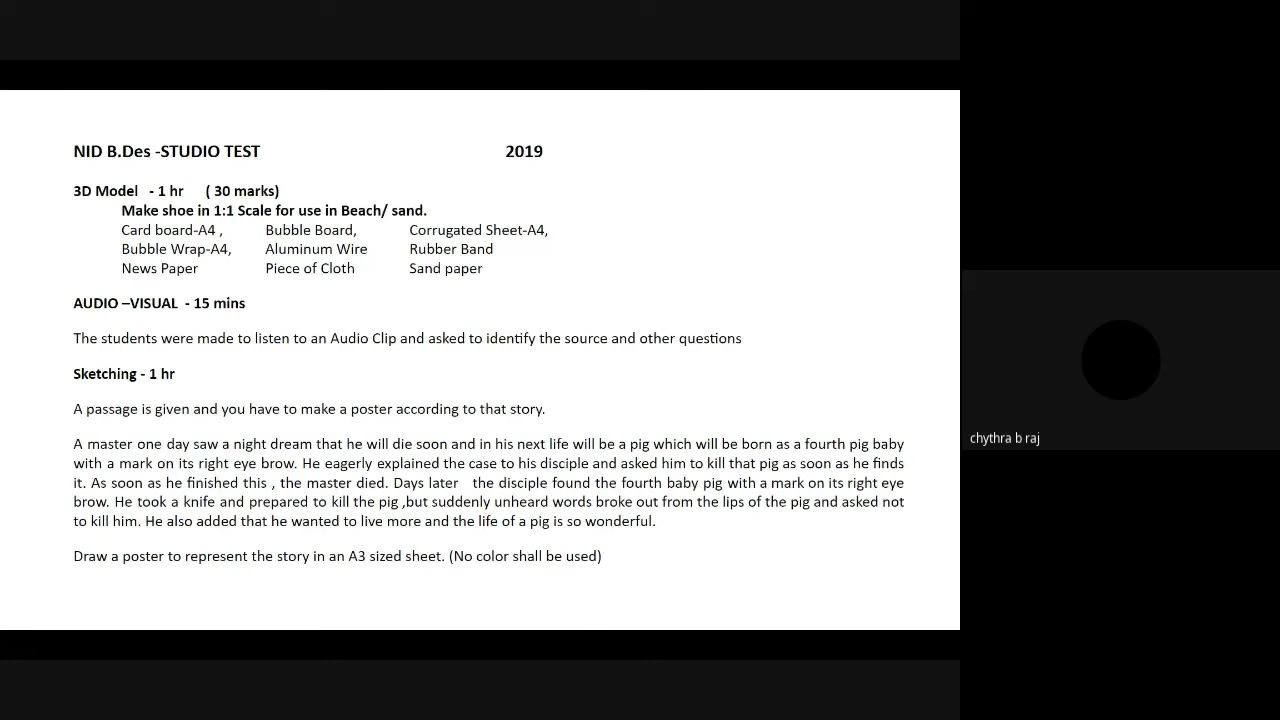 NID B.Des -STUDIO TEST 2019
3D Model - 1 hr ( 30 marks)
Make shoe in 1:1 Scale for use in Beach/ sand.
Card board-A4 , Bubble Board, Corrugated Sheet-A4,
Bubble Wrap-A4, Aluminum Wire Rubber Band
News Paper Piece of Cloth Sand paper
AUDIO –VISUAL - 15 mins
The students were made to listen to an Audio Clip and asked to identify the source and other questions
Sketching - 1 hr
A passage is given and you have to make a poster according to that story.
A master one day saw a night dream that he will die soon and in his next life will be a pig which will be born as a fourth pig baby
with a mark on its right eye brow. He eagerly explained the case to his disciple and asked him to kill that pig as soon as he finds
it. As soon as he finished this , the master died. Days later the disciple found the fourth baby pig with a mark on its right eye
brow. He took a knife and prepared to kill the pig ,but suddenly unheard words broke out from the lips of the pig and asked not
to kill him. He also added that he wanted to live more and the life of a pig is so wonderful.
Draw a poster to represent the story in an A3 sized sheet. (No color shall be used)
chythra b raj